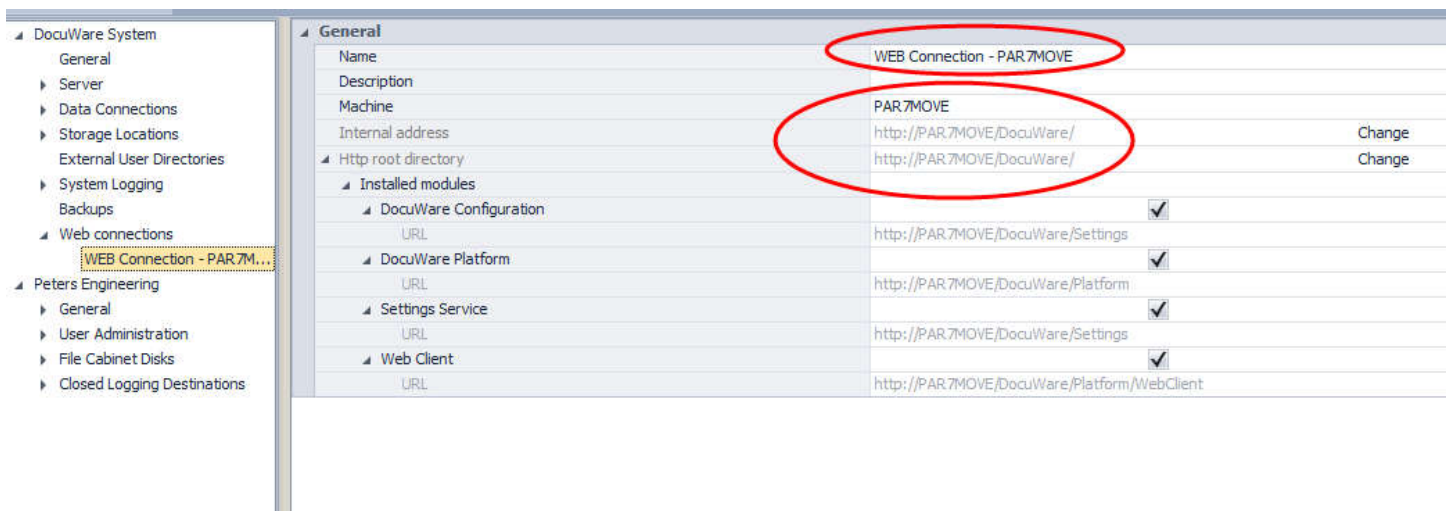 DocuWare System
General
Server
Data Connections
Storage Locations
External User Directories
System Logging
Backups
Web connections
WEB Connection - PAR7M...
Peters Engineering
General
User Administration
File Cabinet Disks
Closed Logging Destinations
General
Name WEB Connection - PAR7MOVE
Description
Machine PAR7MOVE
Internal address http://PAR7MOVE/DocuWare/ Change
Http root directory http://PAR7MOVE/DocuWare/ Change
Installed modules
DocuWare Configuration
URL http://PAR7MOVE/DocuWare/Settings
DocuWare Platform
URL http://PAR7MOVE/DocuWare/Platform
Settings Service
URL http://PAR7MOVE/DocuWare/Settings
Web Client
URL http://PAR7MOVE/DocuWare/Platform/WebClient